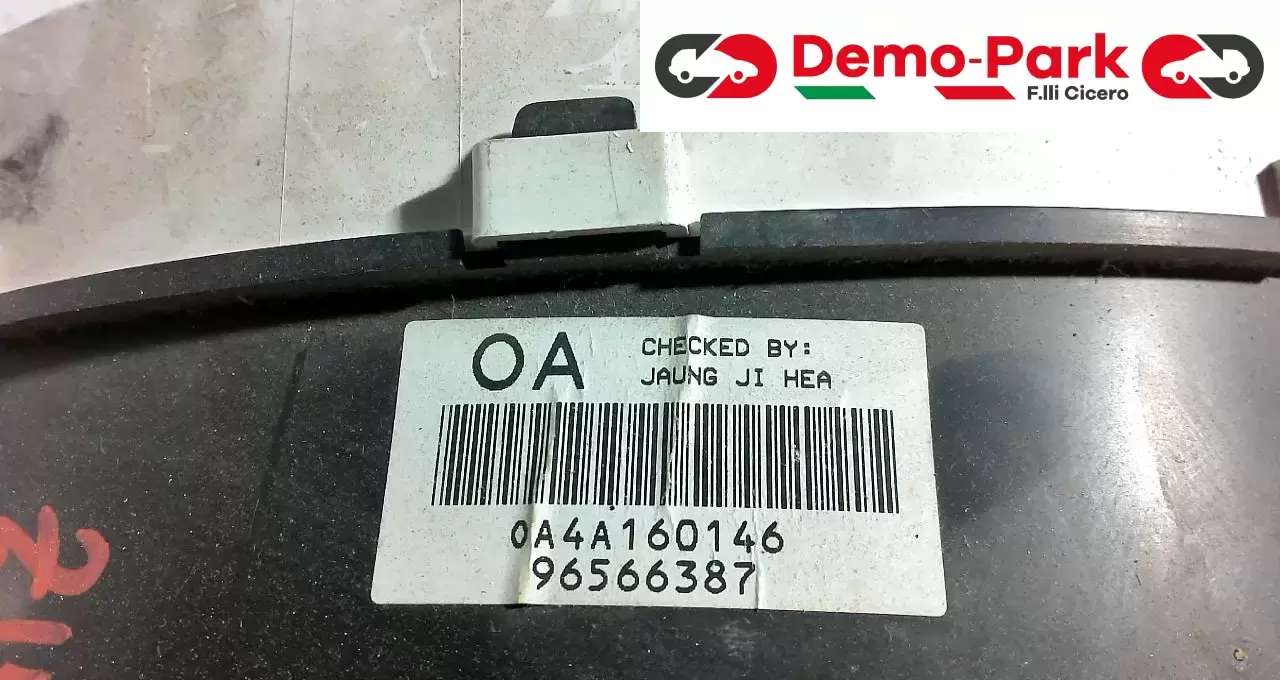 Demo-Park
F.lli Cicero
OA CHECKED BY:
JAUNG JI HEA
0A4A160146
96566387